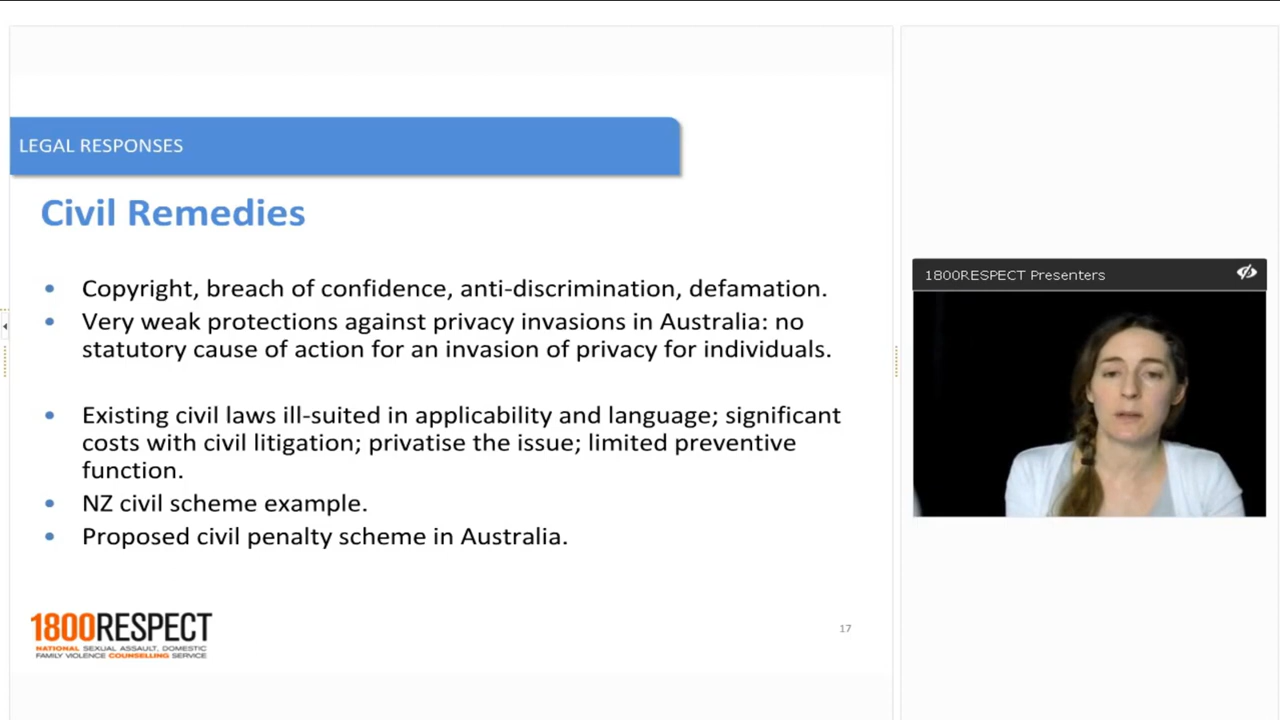 LEGAL RESPONSES
Civil Remedies
• Copyright, breach of confidence, anti-discrimination, defamation.
• Very weak protections against privacy invasions in Australia: no
statutory cause of action for an invasion of privacy for individuals.
• Existing civil laws ill-suited in applicability and language; significant
costs with civil litigation; privatise the issue; limited preventive
function.
• NZ civil scheme example.
• Proposed civil penalty scheme in Australia.
1800RESPECT
NATIONAL SEXUAL ASSAULT, DOMESTIC
FAMILY VIOLENCE COUNSELLING SERVICE
17
1800RESPECT Presenters